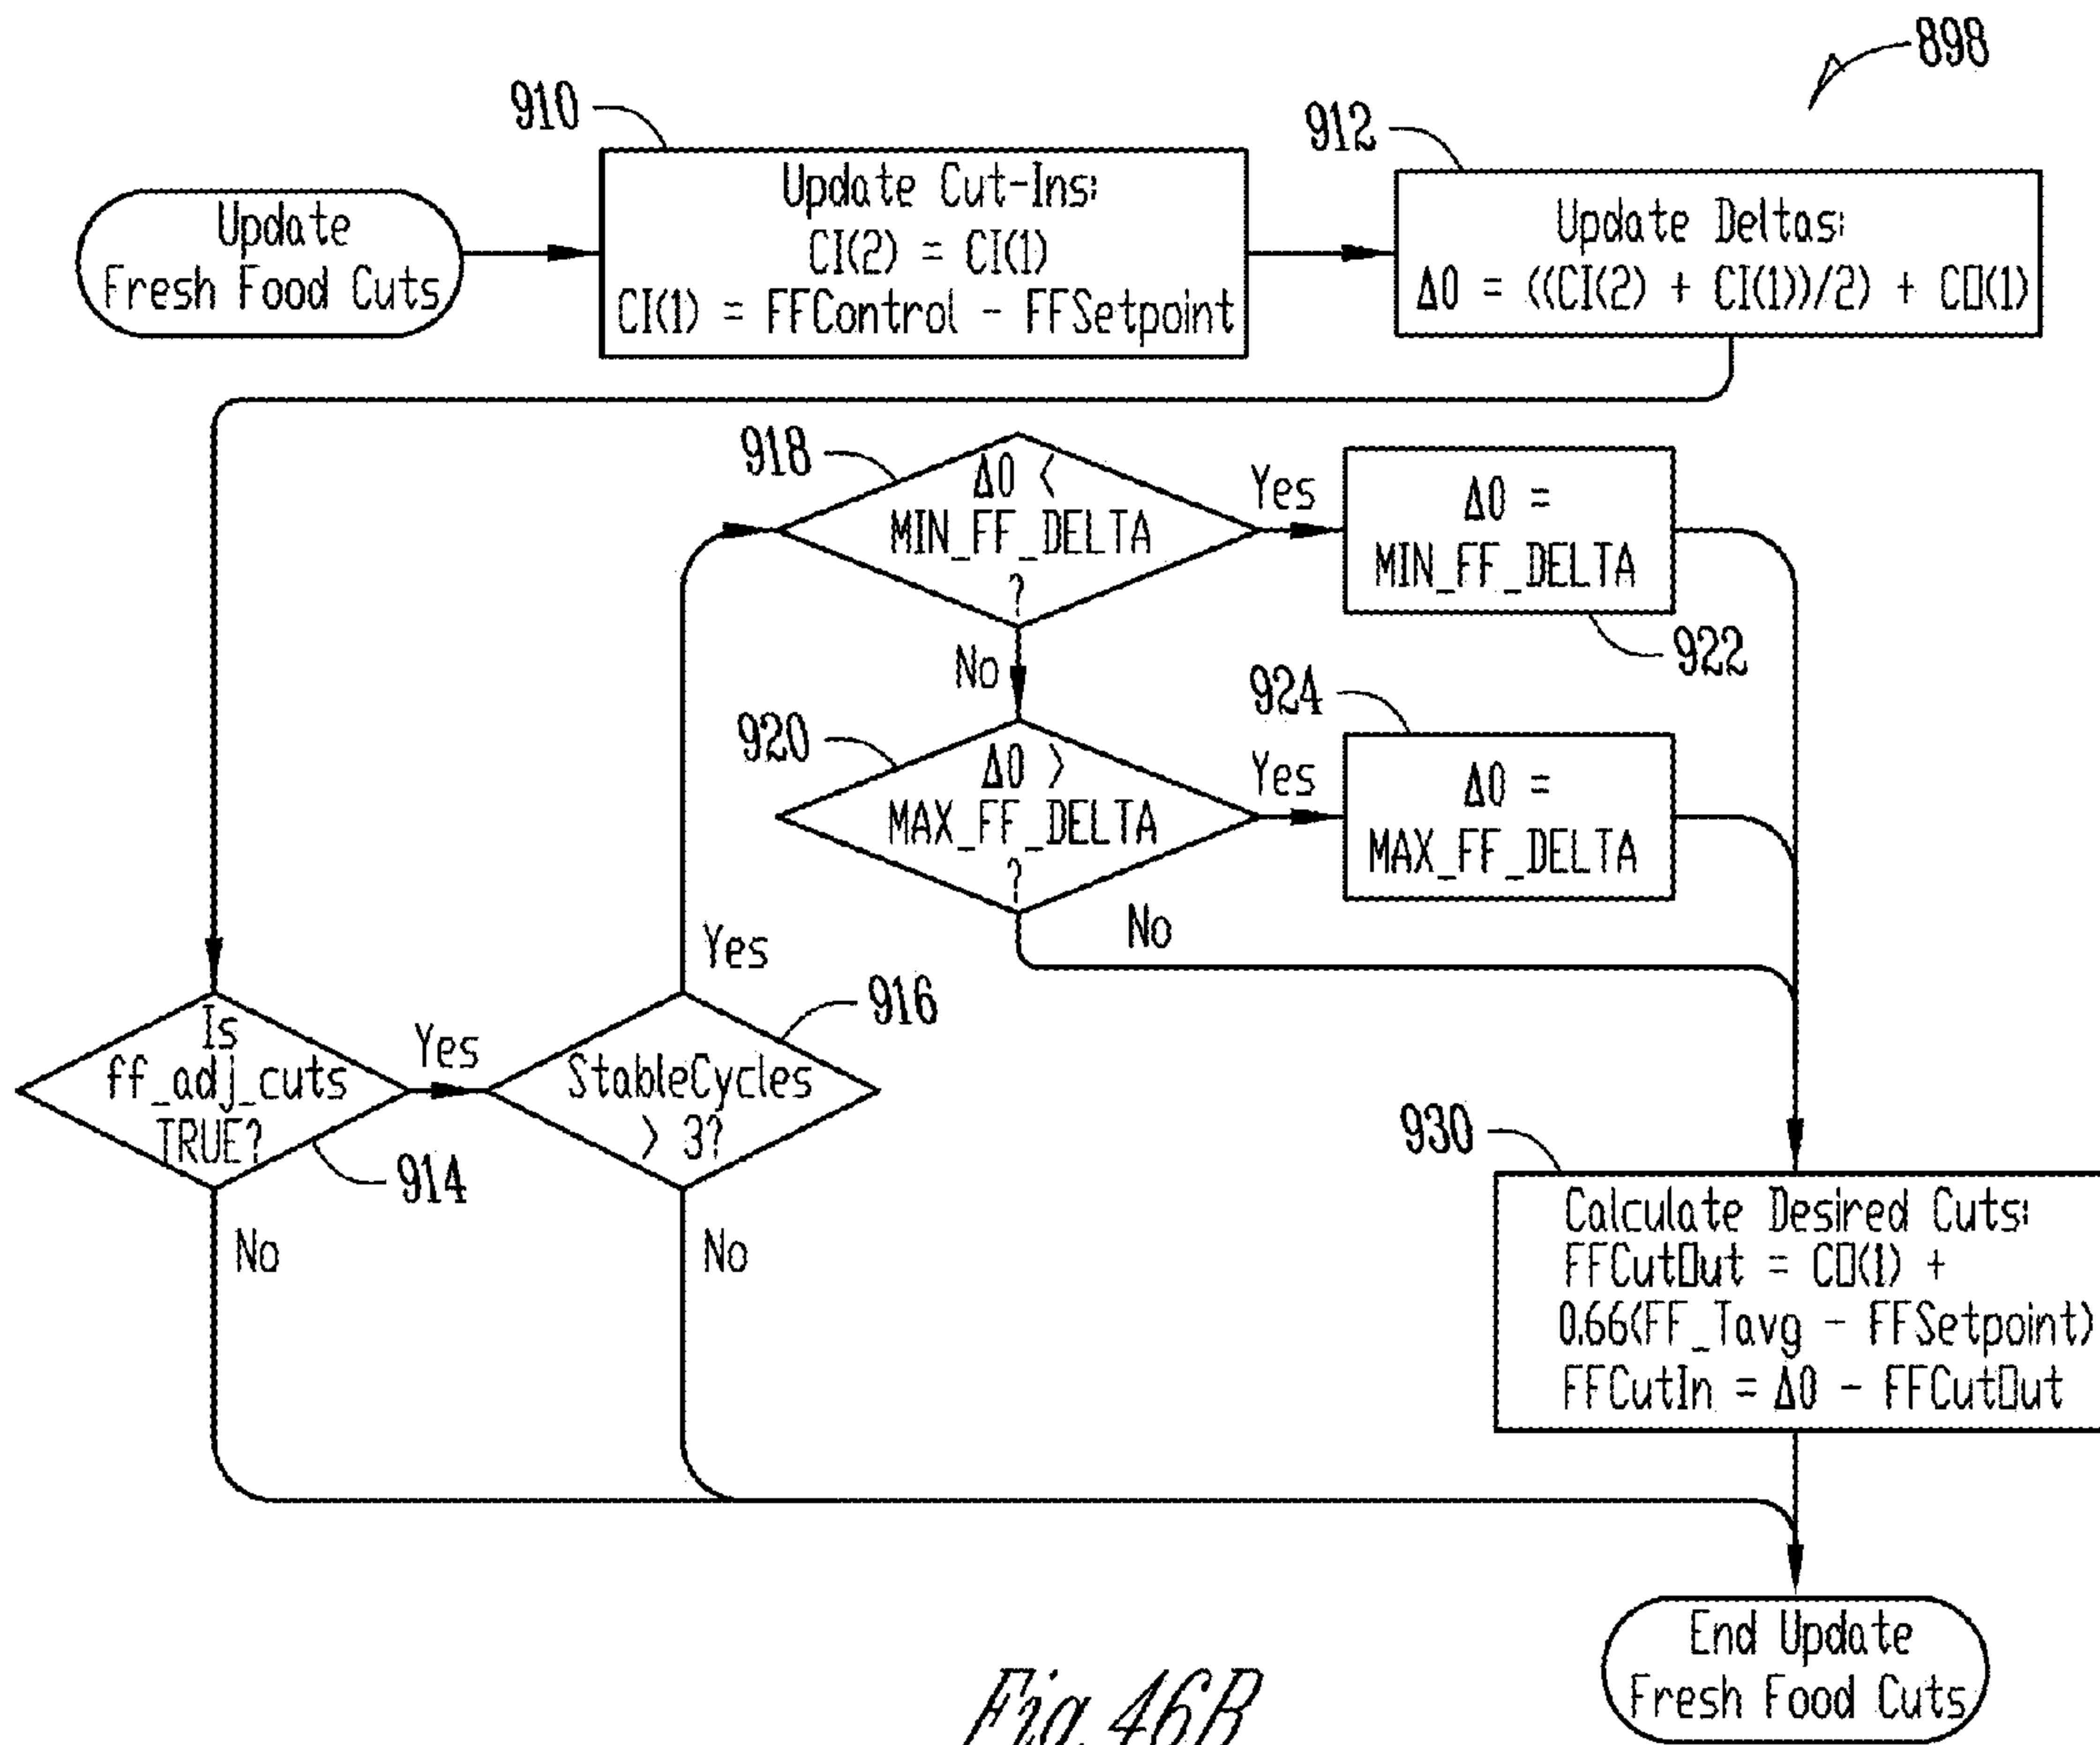 898
910
912
Update
Fresh Food Cuts
Update Cut-Ins:
CI(2) = CI(1)
CI(1) = FFControl - FFSetpoint
Update Deltas:
Δ0 = ((CI(2) + CI(1))/2) + CO(1)
918
Δ0 <
MIN_FF_DELTA
?
Yes
Δ0 =
MIN_FF_DELTA
922
No
920
Δ0 >
MAX_FF_DELTA
?
Yes
924
Δ0 =
MAX_FF_DELTA
No
Is
ff_adj_cuts
TRUE?
914
Yes
No
StableCycles
> 3?
916
Yes
No
930
Calculate Desired Cuts:
FFCutOut = CO(1) +
0.66(FF_Tavg - FFSetpoint)
FFCutIn = Δ0 - FFCutOut
End Update
Fresh Food Cuts
Fig. 46B